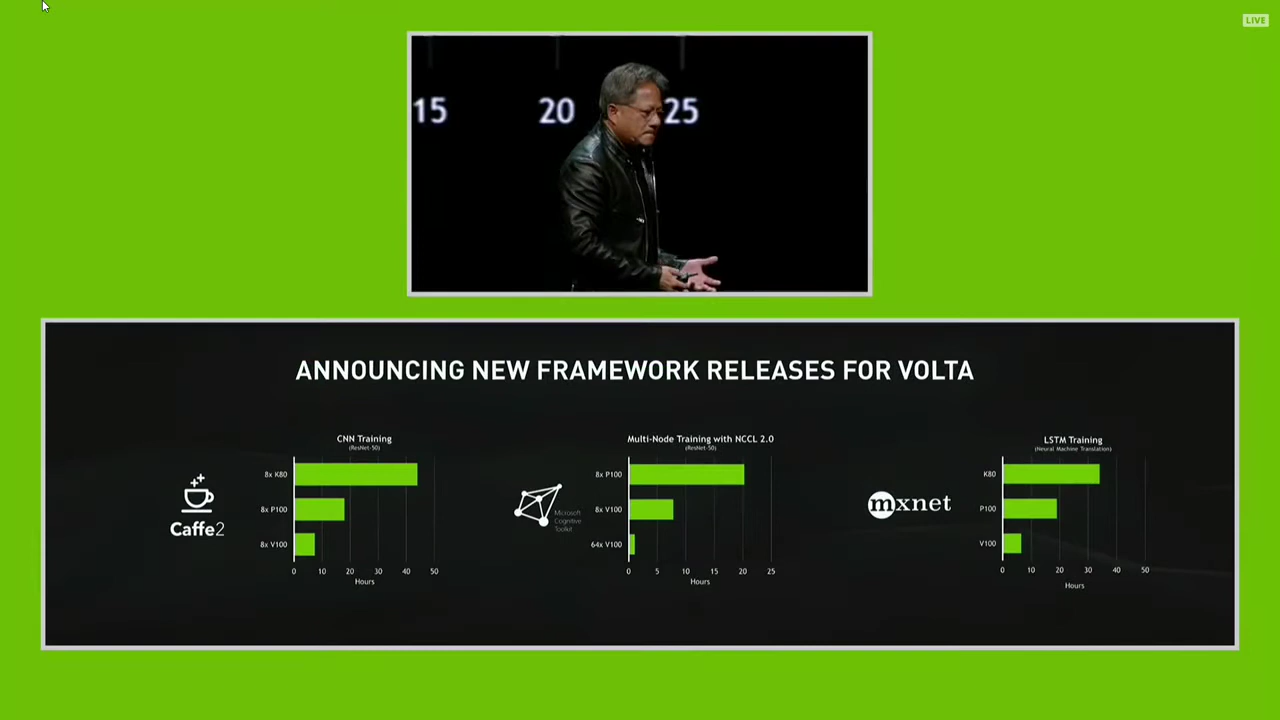 LIVE
15 20 25
ANNOUNCING NEW FRAMEWORK RELEASES FOR VOLTA
CNN Training
(ResNet-50)
Caffe2
8x K80
8x P100
8x V100
0 10 20 30 40 50
Hours
Multi-Node Training with NCCL 2.0
(ResNet-50)
Microsoft
Cognitive
Toolkit
8x P100
8x V100
64x V100
0 5 10 15 20 25
Hours
LSTM Training
(Neural Machine Translation)
mxnet
K80
P100
V100
0 10 20 30 40 50
Hours